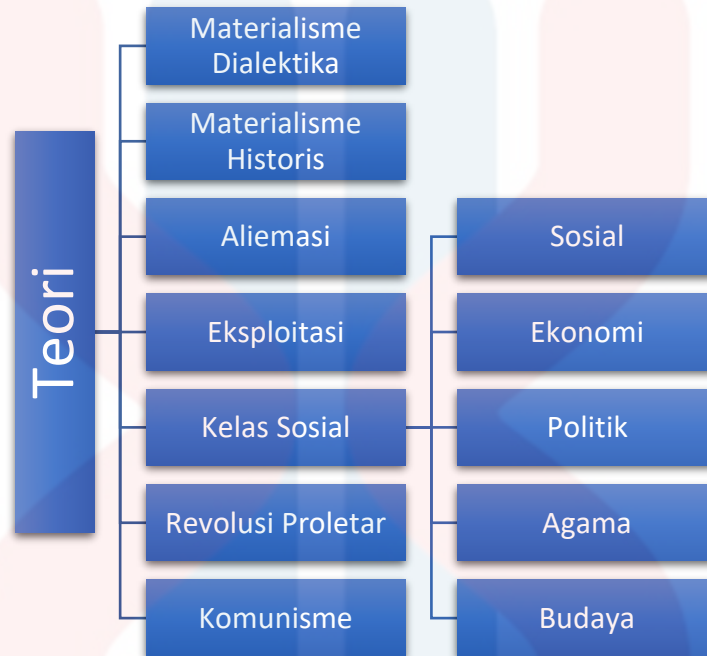 Teori
Materialisme
Dialektika
Materialisme
Historis
Aliemasi
Eksploitasi
Kelas Sosial
Revolusi Proletar
Komunisme
Sosial
Ekonomi
Politik
Agama
Budaya